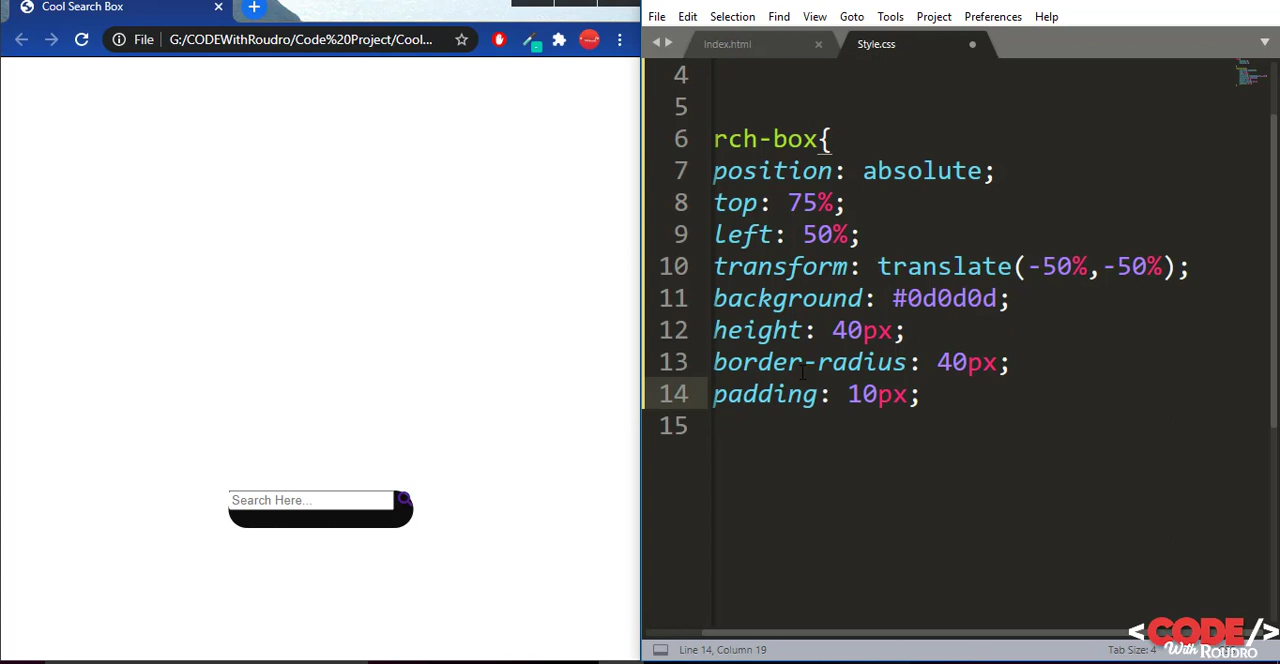 Cool Search Box
File
G:/CODEWithRoudro/Code%20Project/Cool...
Search Here...
File Edit Selection Find View Goto Tools Project Preferences Help
Index.html
Style.css
4
5
6 rch-box{
7 position: absolute;
8 top: 75%;
9 left: 50%;
10 transform: translate(-50%,-50%);
11 background: #0d0d0d;
12 height: 40px;
13 border-radius: 40px;
14 padding: 10px;
15
<CODE/>
With ROUDRO
Line 14, Column 19
Tab Size: 4